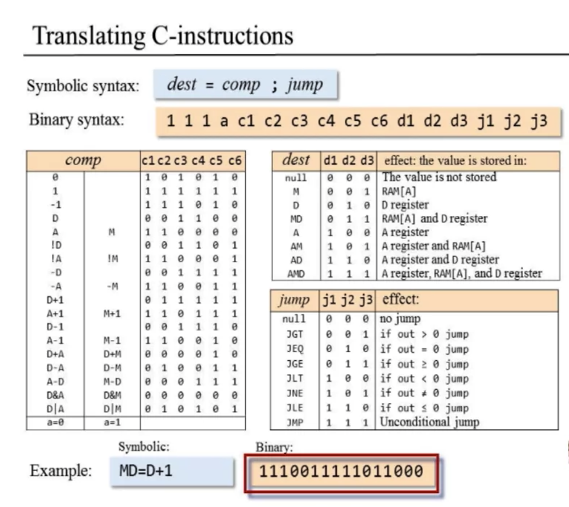 Translating C-instructions
Symbolic syntax: dest = comp ; jump
Binary syntax: 1 1 1 a c1 c2 c3 c4 c5 c6 d1 d2 d3 j1 j2 j3
comp c1 c2 c3 c4 c5 c6
0 1 0 1 0 1 0
1 1 1 1 1 1 1
-1 1 1 1 0 1 0
D 0 0 1 1 0 0
A M 1 1 0 0 0 0
!D 0 0 1 1 0 1
!A !M 1 1 0 0 0 1
-D 0 0 1 1 1 1
-A -M 1 1 0 0 1 1
D+1 0 1 1 1 1 1
A+1 M+1 1 1 0 1 1 1
D-1 0 0 1 1 1 0
A-1 M-1 1 1 0 0 1 0
D+A D+M 0 0 0 0 1 0
D-A D-M 0 1 0 0 1 1
A-D M-D 0 0 0 1 1 1
D&A D&M 0 0 0 0 0 0
D|A D|M 0 1 0 1 0 1
a=0 a=1
dest d1 d2 d3 effect: the value is stored in:
null 0 0 0 The value is not stored
M 0 0 1 RAM[A]
D 0 1 0 D register
MD 0 1 1 RAM[A] and D register
A 1 0 0 A register
AM 1 0 1 A register and RAM[A]
AD 1 1 0 A register and D register
AMD 1 1 1 A register, RAM[A], and D register
jump j1 j2 j3 effect:
null 0 0 0 no jump
JGT 0 0 1 if out > 0 jump
JEQ 0 1 0 if out = 0 jump
JGE 0 1 1 if out ≥ 0 jump
JLT 1 0 0 if out < 0 jump
JNE 1 0 1 if out ≠ 0 jump
JLE 1 1 0 if out ≤ 0 jump
JMP 1 1 1 Unconditional jump
Symbolic: Binary:
Example: MD=D+1 1110011111011000